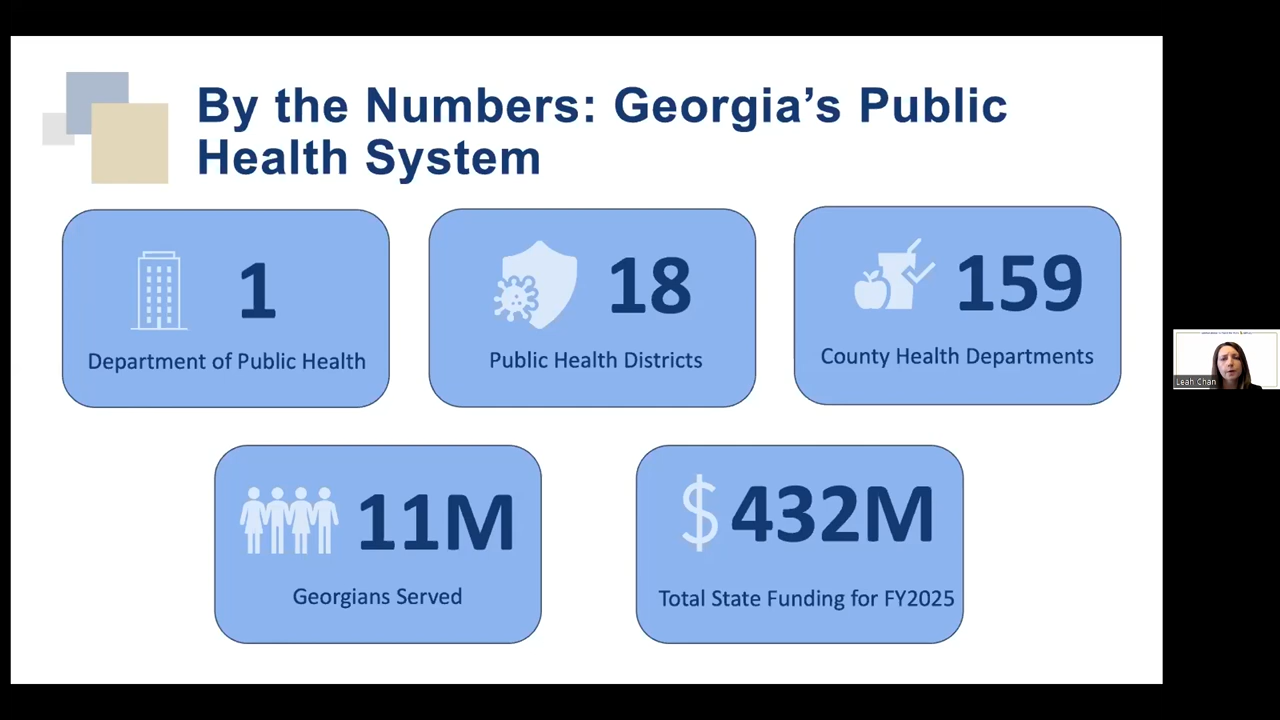 By the Numbers: Georgia’s Public
Health System
1
Department of Public Health
18
Public Health Districts
159
County Health Departments
11M
Georgians Served
$432M
Total State Funding for FY2025
Leah Chan